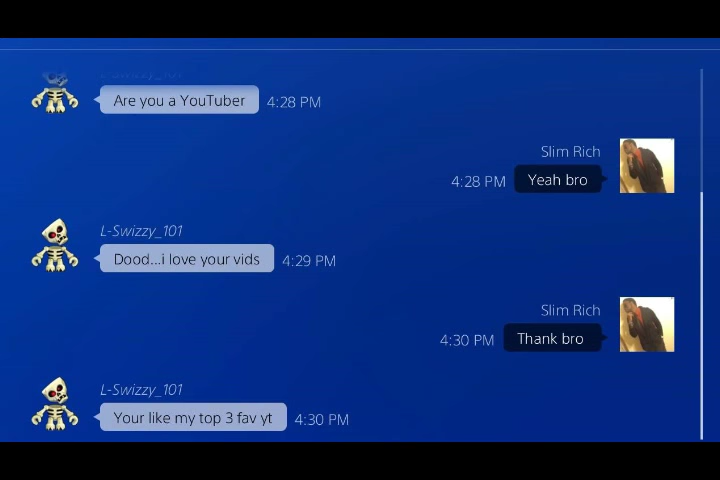 Are you a YouTuber 4:28 PM
Slim Rich
4:28 PM Yeah bro
L-Swizzy_101
Dood...i love your vids 4:29 PM
Slim Rich
4:30 PM Thank bro
L-Swizzy_101
Your like my top 3 fav yt 4:30 PM